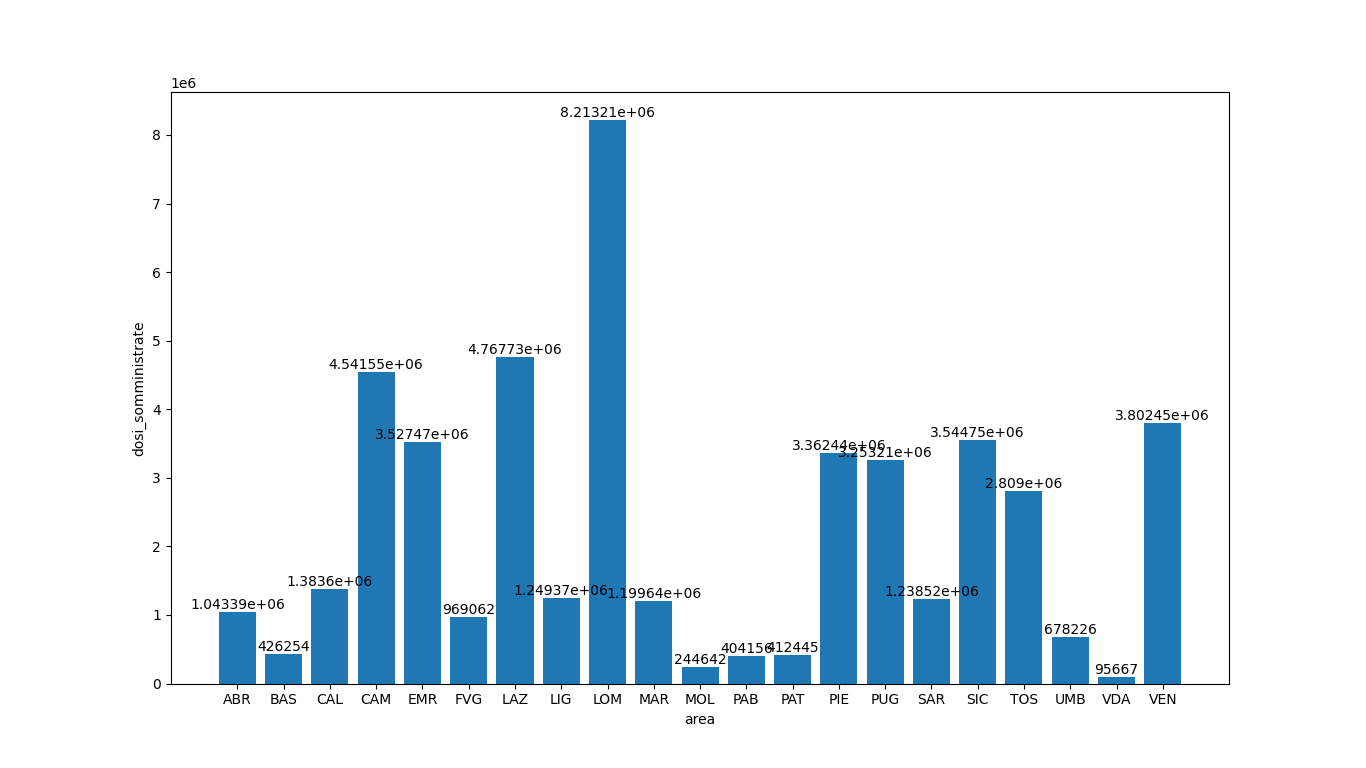 1e6
8.21321e+06
8
7
6
5
4
3
2
1
0
dosi_somministrate
4.76773e+06
4.54155e+06
3.80245e+06
3.52747e+06
3.54475e+06
3.36244e+06
3.25321e+06
2.809e+06
1.3836e+06
1.24937e+06
1.19964e+06
1.23852e+06
1.04339e+06
969062
678226
426254
404156
412445
244642
95667
ABR BAS CAL CAM EMR FVG LAZ LIG LOM MAR MOL PAB PAT PIE PUG SAR SIC TOS UMB VDA VEN
area